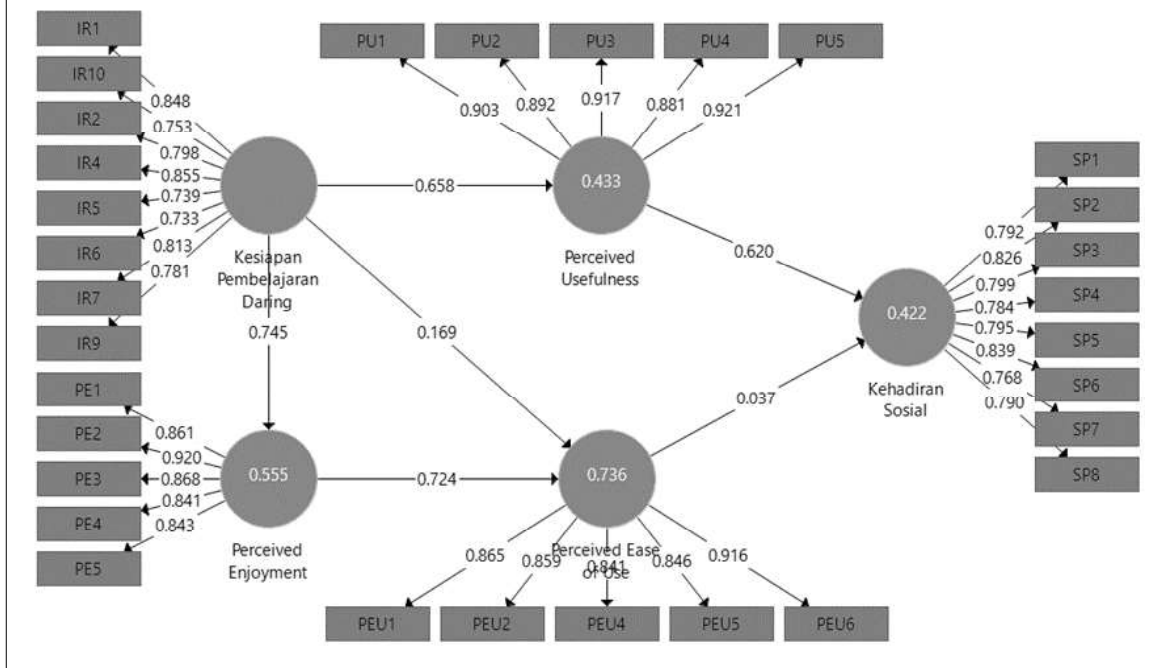 IR1
IR10
IR2
IR4
IR5
IR6
IR7
IR9
0.848
0.753
0.798
0.855
0.739
0.733
0.813
0.781
PU1
PU2
PU3
PU4
PU5
0.903
0.892
0.917
0.881
0.921
0.658
0.433
Kesiapan
Pembelajaran
Daring
Perceived
Usefulness
0.620
0.745
0.169
0.422
Kehadiran
Sosial
SP1
SP2
SP3
SP4
SP5
SP6
SP7
SP8
0.792
0.826
0.799
0.784
0.795
0.839
0.768
0.790
0.037
PE1
PE2
PE3
PE4
PE5
0.861
0.920
0.868
0.841
0.843
0.555
0.724
0.736
Perceived
Enjoyment
Perceived Ease
of Use
0.865
0.859
0.841
0.846
0.916
PEU1
PEU2
PEU4
PEU5
PEU6